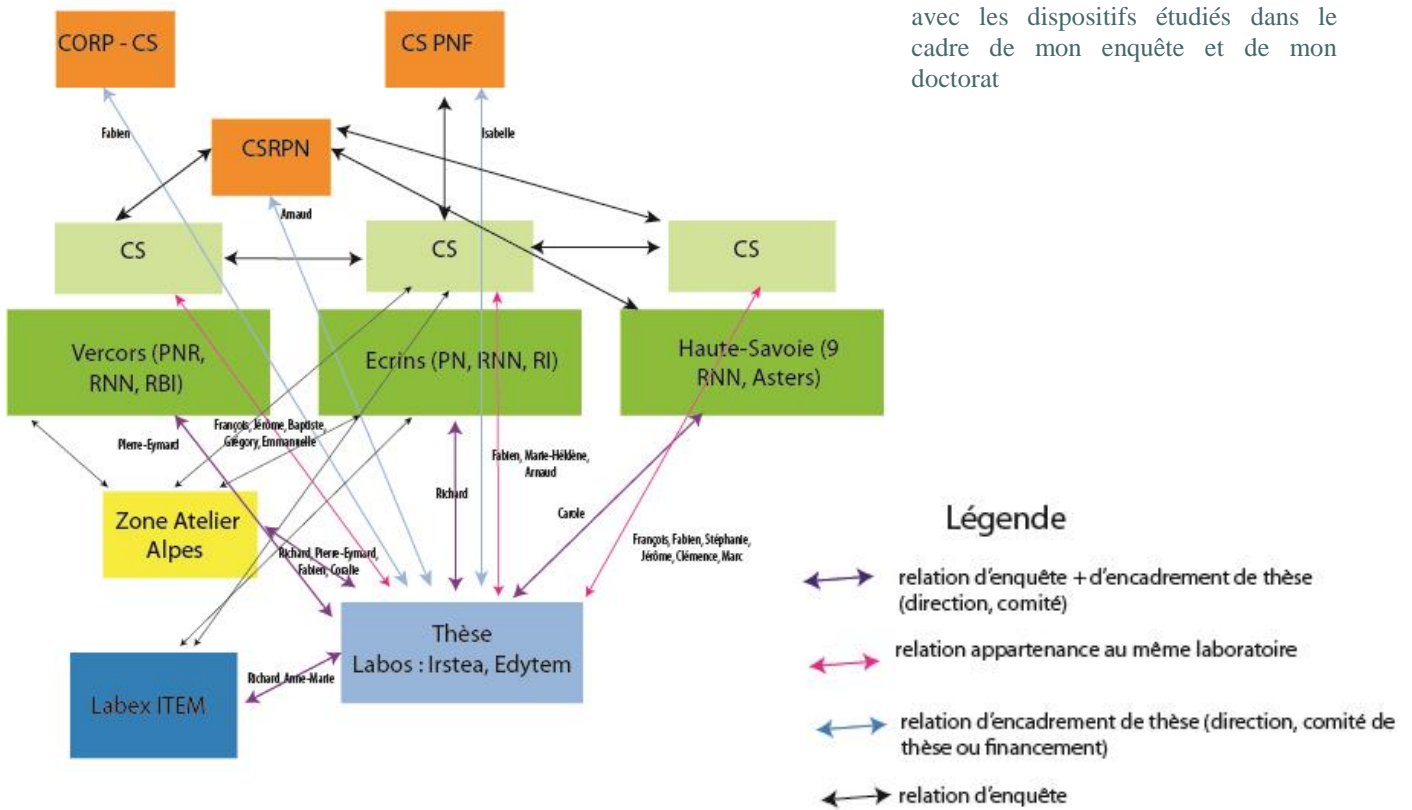 avec les dispositifs étudiés dans le
cadre de mon enquête et de mon
doctorat
CORP - CS
CS PNF
Fabien
Isabelle
CSRPN
Arnaud
CS
CS
CS
Vercors (PNR,
RNN, RBI)
Ecrins (PN, RNN, RI)
Haute-Savoie (9
RNN, Asters)
Pierre-Eymard
François, Jérôme, Baptiste,
Grégory, Emmanuelle
Richard
Fabien, Marie-Héldène,
Arnaud
Carole
François, Fabien, Stéphanie,
Jérôme, Clémence, Marc
Zone Atelier
Alpes
Richard, Pierre-Eymard,
Fabien, Coralie
Thèse
Labos : Irstea, Edytem
Labex ITEM
Richard, Anne-Marie
Légende
relation d'enquête + d'encadrement de thèse
(direction, comité)
relation appartenance au même laboratoire
relation d'encadrement de thèse (direction, comité de
thèse ou financement)
relation d'enquête